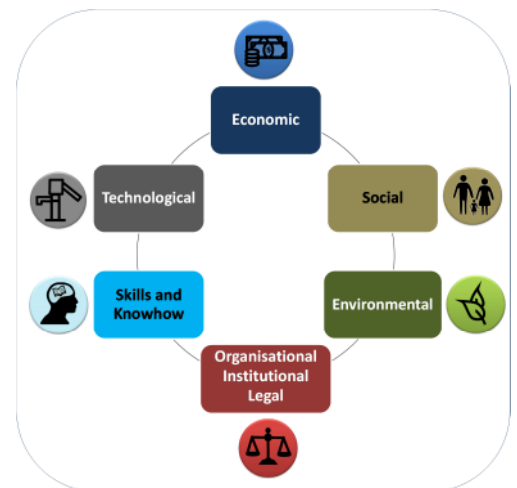 Economic
Technological
Social
Skills and
Knowhow
Environmental
Organisational
Institutional
Legal